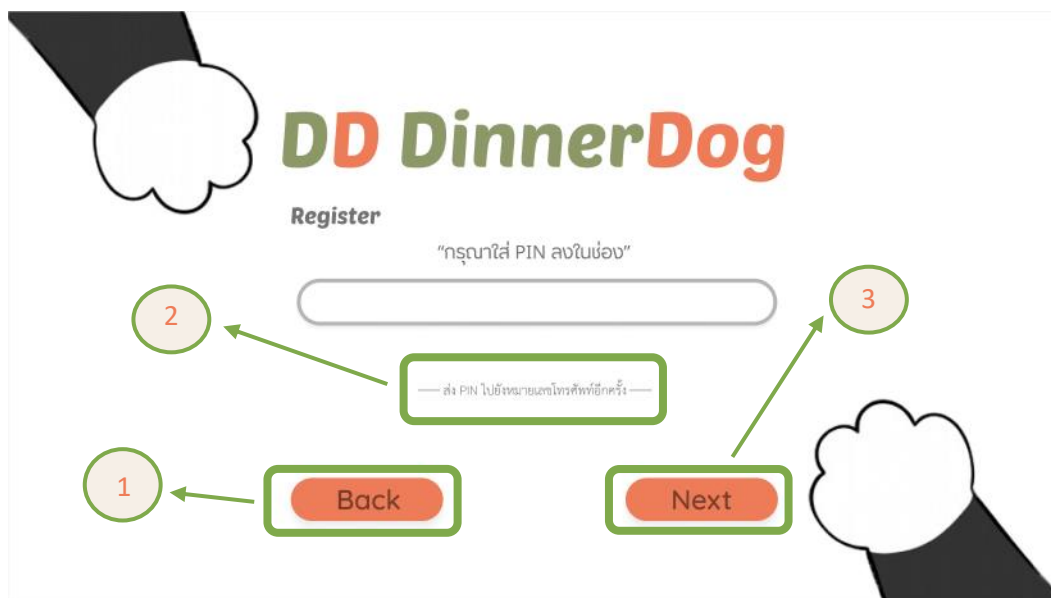 DD DinnerDog
Register
“กรุณาใส่ PIN ลงในช่อง”
2
3
ส่ง PIN ไปยังหมายเลขโทรศัพท์อีกครั้ง
1
Back
Next